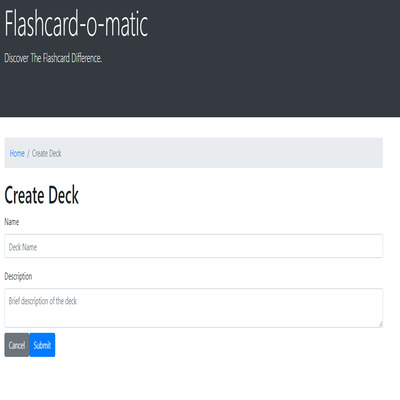 Flashcard-o-matic
Discover The Flashcard Difference.
Home / Create Deck
Create Deck
Name
Deck Name
Description
Brief description of the deck
Cancel Submit